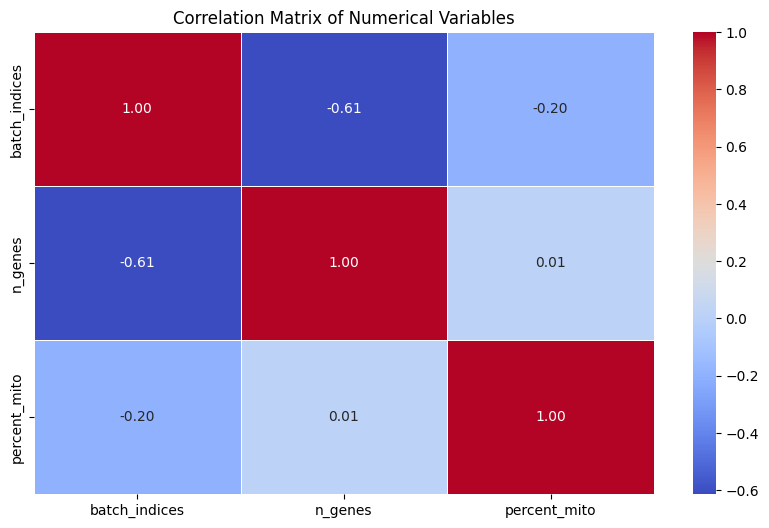 Correlation Matrix of Numerical Variables
batch_indices
n_genes
percent_mito
1.00
-0.61
-0.20
-0.61
1.00
0.01
-0.20
0.01
1.00
batch_indices
n_genes
percent_mito
1.0
0.8
0.6
0.4
0.2
0.0
−0.2
−0.4
−0.6